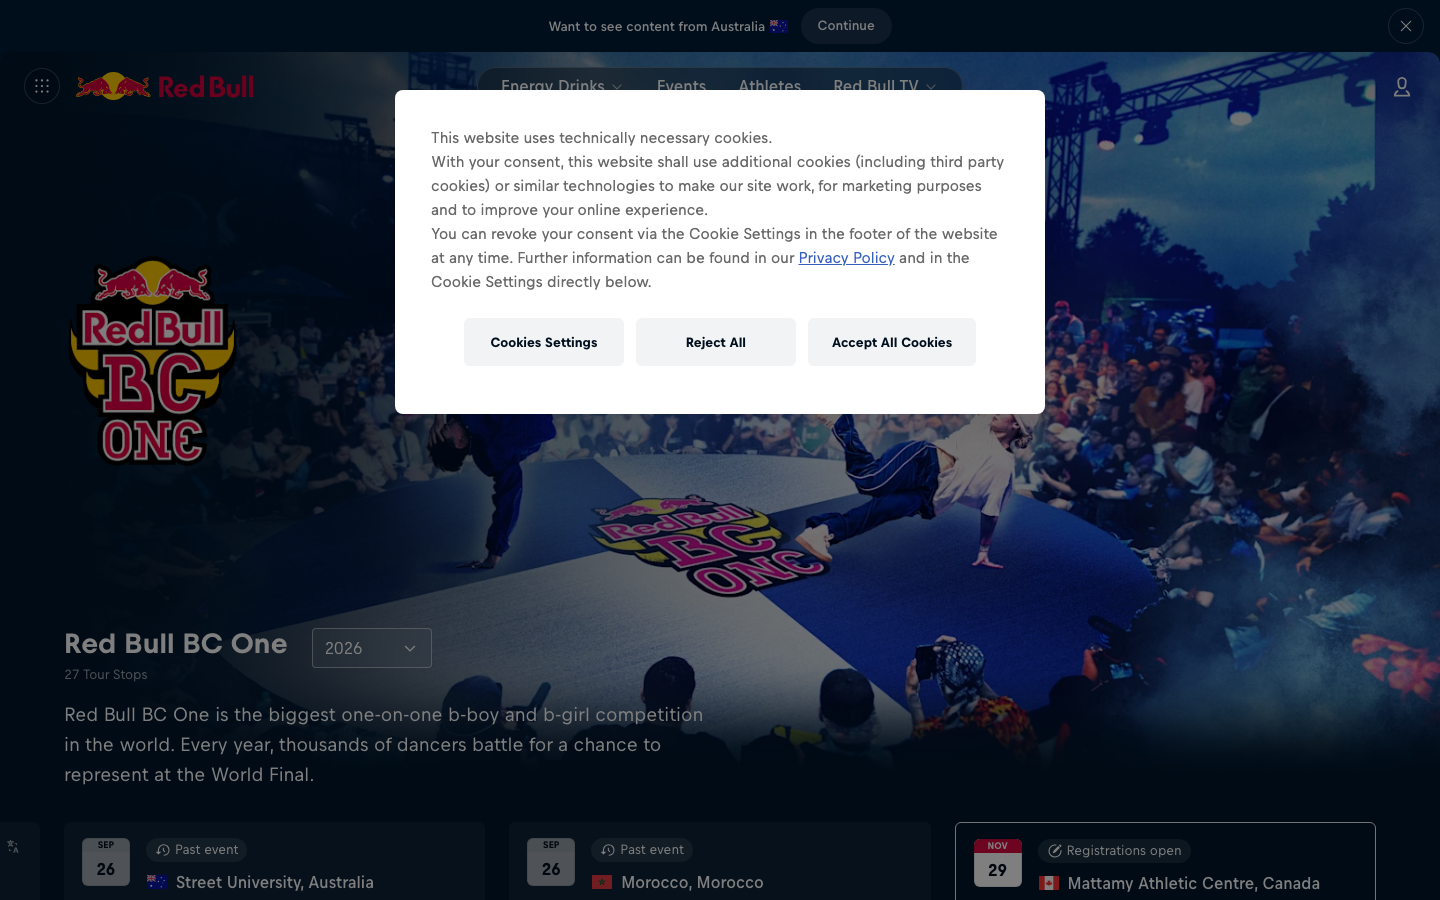 Want to see content from Australia
Continue
Red Bull
Energy Drinks
Events
Athletes
Red Bull TV
This website uses technically necessary cookies.
With your consent, this website shall use additional cookies (including third party
cookies) or similar technologies to make our site work, for marketing purposes
and to improve your online experience.
You can revoke your consent via the Cookie Settings in the footer of the website
at any time. Further information can be found in our Privacy Policy and in the
Cookie Settings directly below.
Cookies Settings
Reject All
Accept All Cookies
Red Bull
BC
ONE
Red Bull
BC
ONE
Red Bull BC One
2026
27 Tour Stops
Red Bull BC One is the biggest one-on-one b-boy and b-girl competition
in the world. Every year, thousands of dancers battle for a chance to
represent at the World Final.
SEP
26
Past event
Street University, Australia
SEP
26
Past event
Morocco, Morocco
NOV
29
Registrations open
Mattamy Athletic Centre, Canada